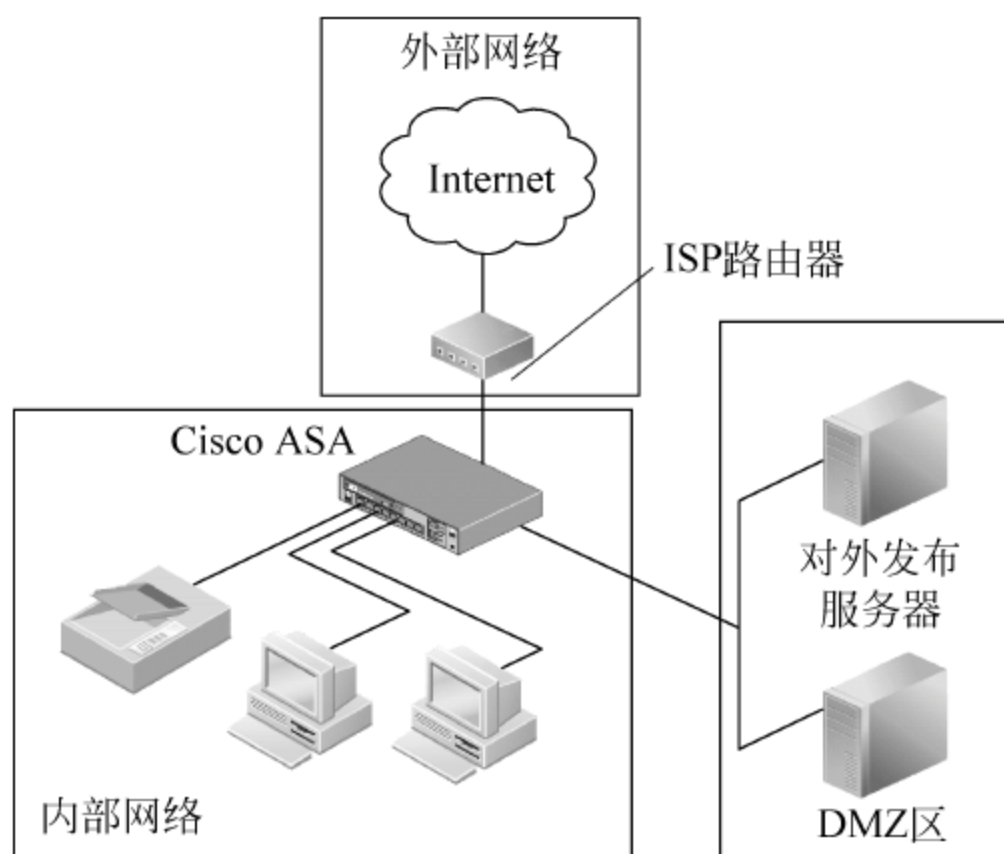 外部网络
Internet
ISP路由器
Cisco ASA
对外发布
服务器
内部网络
DMZ区